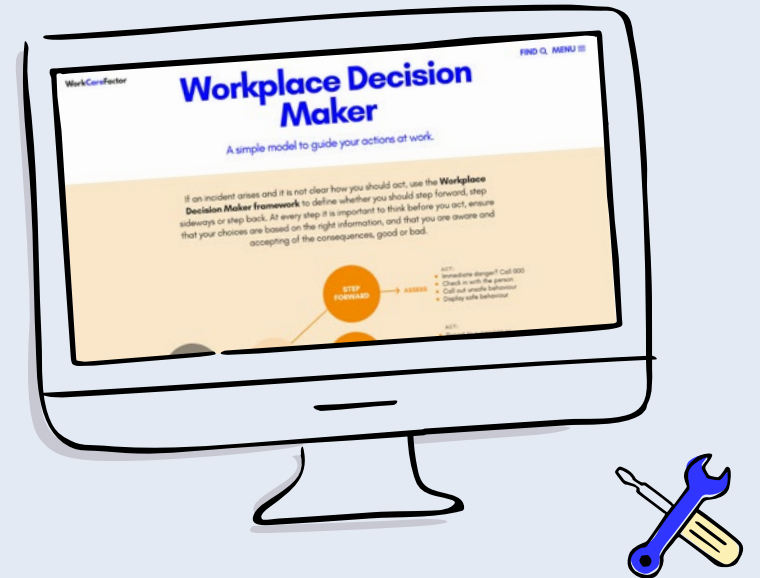 WorkCareFactor
FIND MENU
Workplace Decision
Maker
A simple model to guide your actions at work.
If an incident arises and it is not clear how you should act, use the Workplace
Decision Maker framework to define whether you should step forward, step
sideways or step back. At every step it is important to think before you act, ensure
that your choices are based on the right information, and that you are aware and
accepting of the consequences, good or bad.
STEP
FORWARD
ASSESS
ACT:
Immediate danger? Call 000
Check in with the person
Call out unsafe behaviour
Display safe behaviour
ACT: